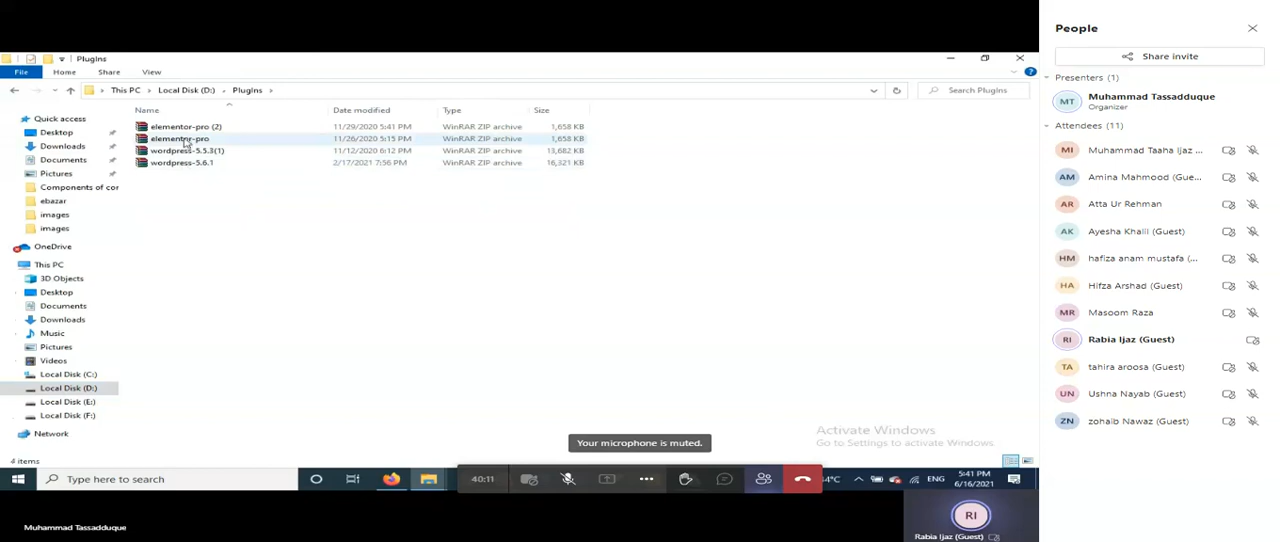 PlugIns
File Home Share View
This PC Local Disk (D:) PlugIns
Search PlugIns
Name Date modified Type Size
Quick access
Desktop
Downloads
Documents
Pictures
Components of cor
ebazar
images
images
OneDrive
This PC
3D Objects
Desktop
Documents
Downloads
Music
Pictures
Videos
Local Disk (C:)
Local Disk (D:)
Local Disk (E:)
Local Disk (F:)
Network
elementor-pro (2) 11/29/2020 5:41 PM WinRAR ZIP archive 1,658 KB
elementor-pro 11/26/2020 5:15 PM WinRAR ZIP archive 1,658 KB
wordpress-5.5.3(1) 11/12/2020 6:12 PM WinRAR ZIP archive 13,682 KB
wordpress-5.6.1 2/17/2021 7:56 PM WinRAR ZIP archive 16,321 KB
Activate Windows
Go to Settings to activate Windows
Your microphone is muted.
4 items
Type here to search
40:11
4°C
ENG
5:41 PM
6/16/2021
Muhammad Tassadduque
RI
Rabia Ijaz (Guest)
People
Share invite
Presenters (1)
MT Muhammad Tassadduque
Organizer
Attendees (11)
MI Muhammad Taaha Ijaz ...
AM Amina Mahmood (Gue...
AR Atta Ur Rehman
AK Ayesha Khalil (Guest)
HM hafiza anam mustafa (...
HA Hifza Arshad (Guest)
MR Masoom Raza
RI Rabia Ijaz (Guest)
TA tahira aroosa (Guest)
UN Ushna Nayab (Guest)
ZN zohaib Nawaz (Guest)